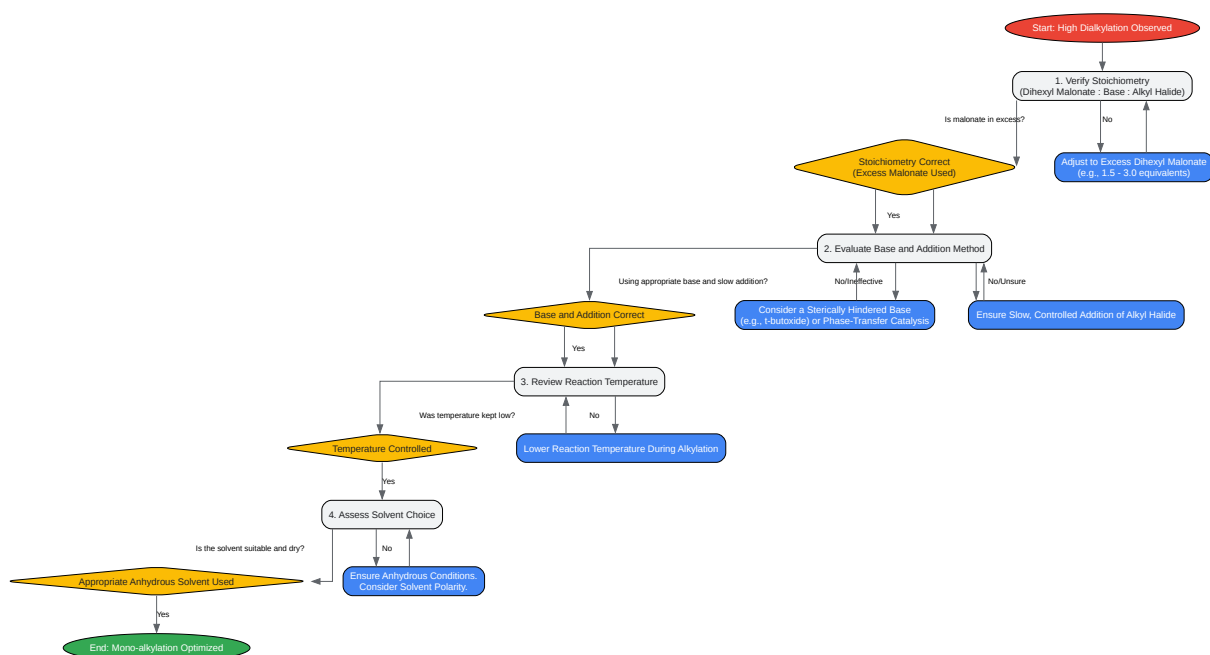 Start: High Dialkylation Observed
1. Verify Stoichiometry
(Dihexyl Malonate : Base : Alkyl Halide)
Is malonate in excess?
No
Stoichiometry Correct
(Excess Malonate Used)
Adjust to Excess Dihexyl Malonate
(e.g., 1.5 - 3.0 equivalents)
Yes
2. Evaluate Base and Addition Method
Using appropriate base and slow addition?
No/Ineffective
No/Unsure
Base and Addition Correct
Consider a Sterically Hindered Base
(e.g., t-butoxide) or Phase-Transfer Catalysis
Ensure Slow, Controlled Addition of Alkyl Halide
Yes
3. Review Reaction Temperature
Was temperature kept low?
No
Temperature Controlled
Lower Reaction Temperature During Alkylation
Yes
4. Assess Solvent Choice
Is the solvent suitable and dry?
No
Appropriate Anhydrous Solvent Used
Ensure Anhydrous Conditions.
Consider Solvent Polarity.
Yes
End: Mono-alkylation Optimized